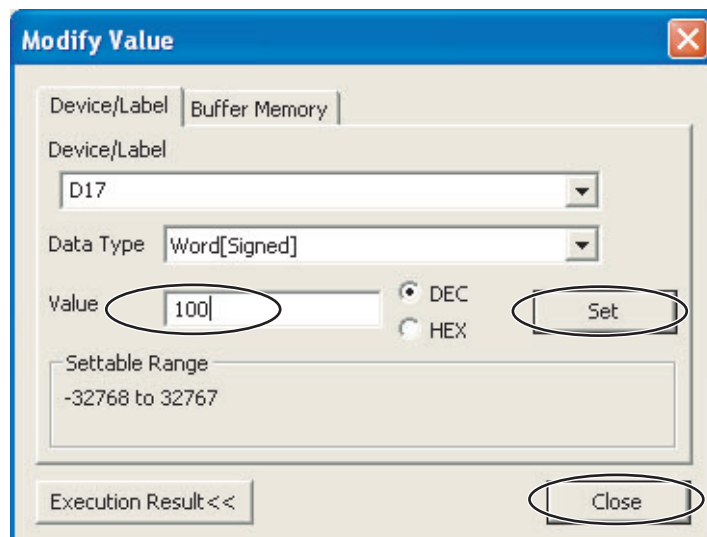 Modify Value
Device/Label Buffer Memory
Device/Label
D17
Data Type Word[Signed]
Value 100 DEC Set
HEX
Settable Range
-32768 to 32767
Execution Result<< Close